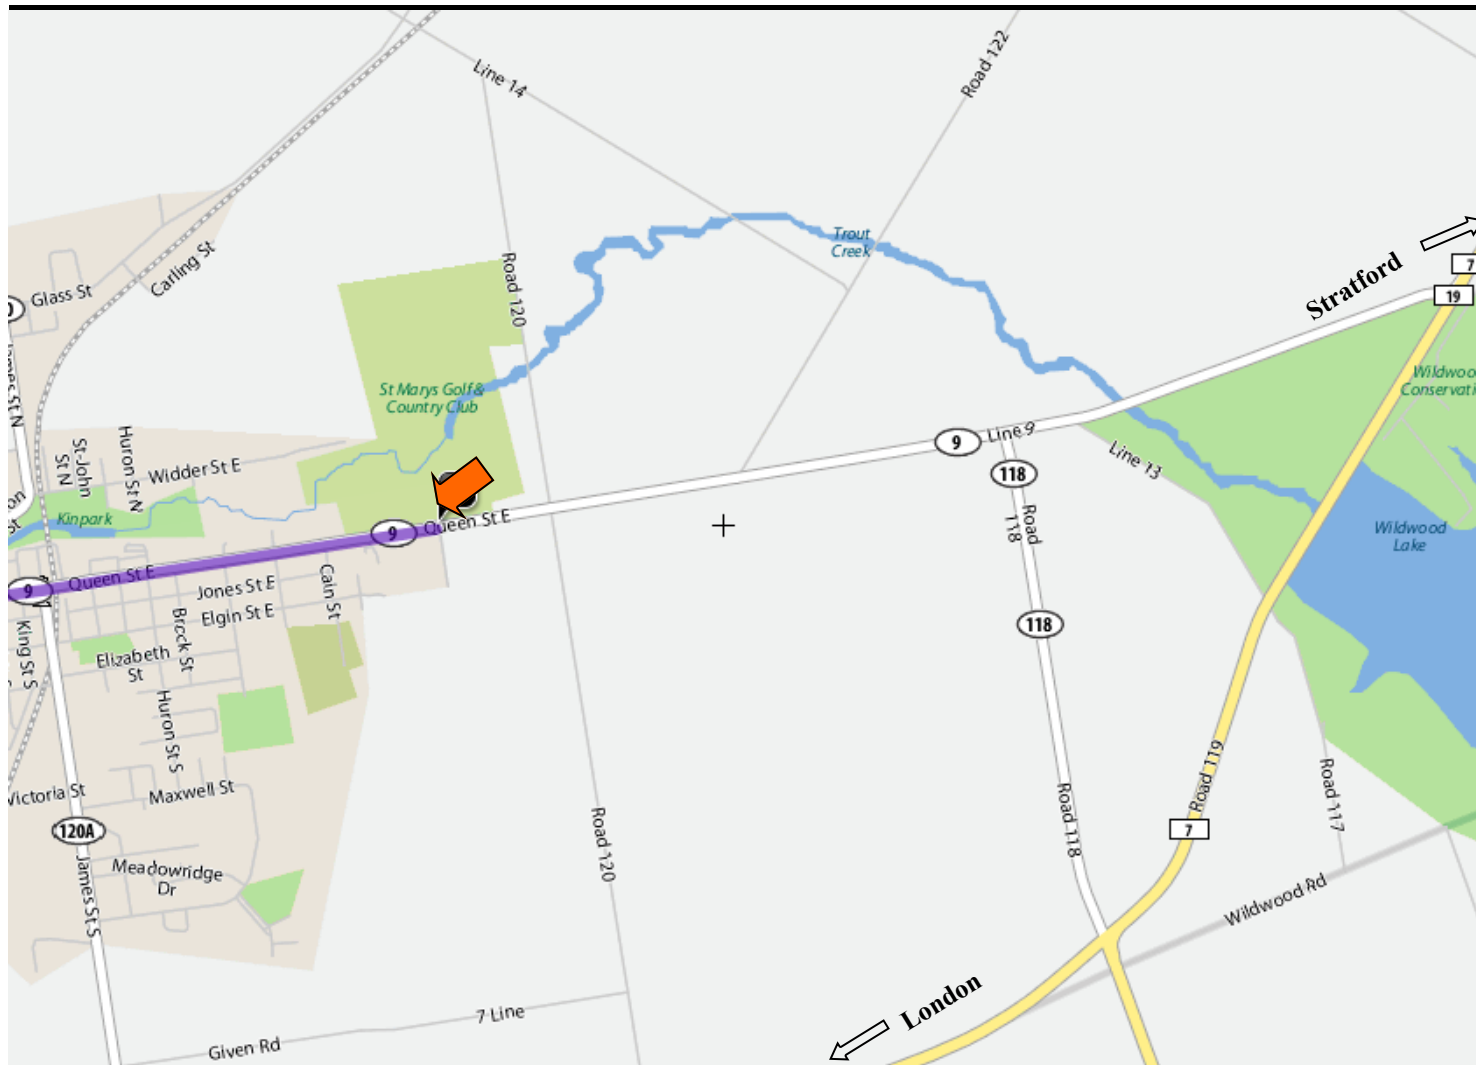 Line 14
Road 122
Trout
Creek
Stratford
7
19
Carling St
Glass St
Road 120
James St N
St Marys Golf &
Country Club
Wildwoo
Conservati
Huron St N
St-John
St N
Widder St E
9
Line 9
118
Line 13
Road
118
Kinpark
Queen St E
9
Wildwood
Lake
Queen St E
9
Jones St E
Elgin St E
Cain St
King St S
Brock St
Elizabeth
St
118
Huron St S
Road 119
Victoria St
Maxwell St
Road 118
Road 117
7
120A
Road 120
Meadowridge
Dr
James St S
Wildwood Rd
London
7 Line
Given Rd